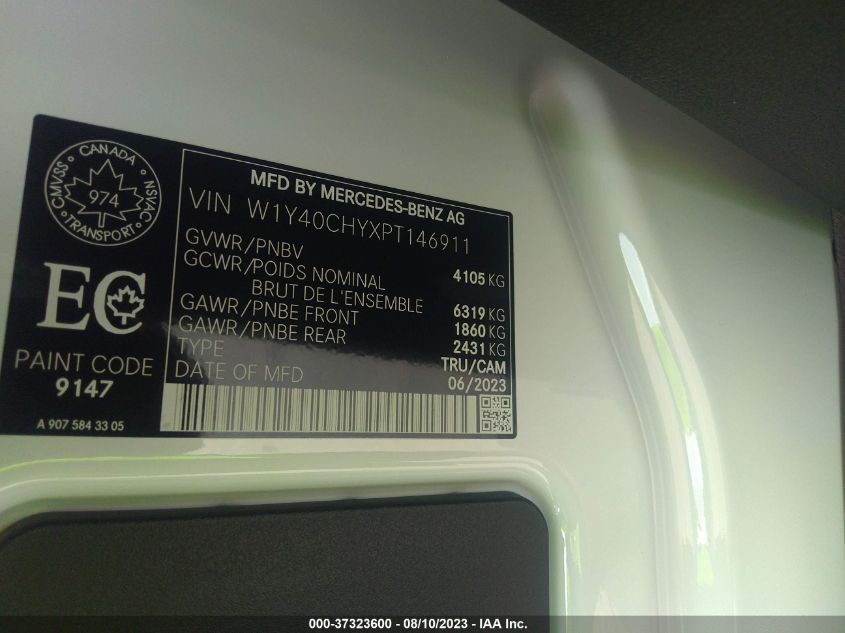 CANADA
CMVSS NSVAC
974
TRANSPORT
EC
PAINT CODE
9147
A 907 584 33 05
MFD BY MERCEDES-BENZ AG
VIN W1Y40CHYXPT146911
GVWR/PNBV 4105 KG
GCWR/POIDS NOMINAL
BRUT DE L'ENSEMBLE 6319 KG
GAWR/PNBE FRONT 1860 KG
GAWR/PNBE REAR 2431 KG
TYPE TRU/CAM
DATE OF MFD 06/2023
000-37323600 - 08/10/2023 - IAA Inc.